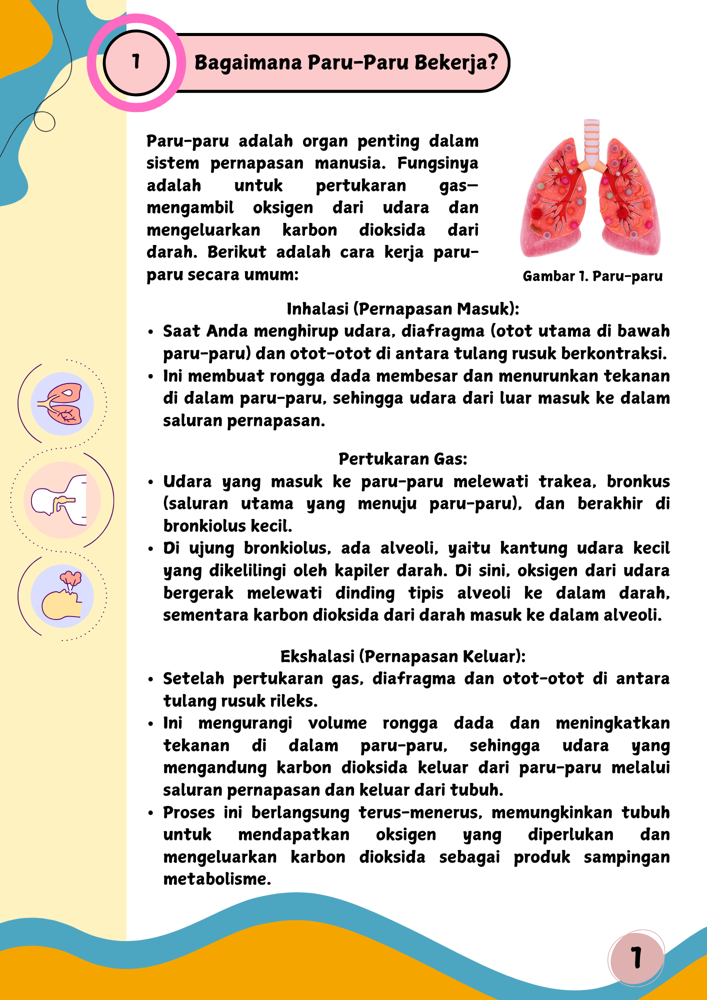 1
Bagaimana Paru-Paru Bekerja?
Paru-paru adalah organ penting dalam
sistem pernapasan manusia. Fungsinya
adalah untuk pertukaran gas—
mengambil oksigen dari udara dan
mengeluarkan karbon dioksida dari
darah. Berikut adalah cara kerja paru-
paru secara umum:
Gambar 1. Paru-paru
Inhalasi (Pernapasan Masuk):
• Saat Anda menghirup udara, diafragma (otot utama di bawah
paru-paru) dan otot-otot di antara tulang rusuk berkontraksi.
• Ini membuat rongga dada membesar dan menurunkan tekanan
di dalam paru-paru, sehingga udara dari luar masuk ke dalam
saluran pernapasan.
Pertukaran Gas:
• Udara yang masuk ke paru-paru melewati trakea, bronkus
(saluran utama yang menuju paru-paru), dan berakhir di
bronkiolus kecil.
• Di ujung bronkiolus, ada alveoli, yaitu kantung udara kecil
yang dikelilingi oleh kapiler darah. Di sini, oksigen dari udara
bergerak melewati dinding tipis alveoli ke dalam darah,
sementara karbon dioksida dari darah masuk ke dalam alveoli.
Ekshalasi (Pernapasan Keluar):
• Setelah pertukaran gas, diafragma dan otot-otot di antara
tulang rusuk rileks.
• Ini mengurangi volume rongga dada dan meningkatkan
tekanan di dalam paru-paru, sehingga udara yang
mengandung karbon dioksida keluar dari paru-paru melalui
saluran pernapasan dan keluar dari tubuh.
• Proses ini berlangsung terus-menerus, memungkinkan tubuh
untuk mendapatkan oksigen yang diperlukan dan
mengeluarkan karbon dioksida sebagai produk sampingan
metabolisme.
1